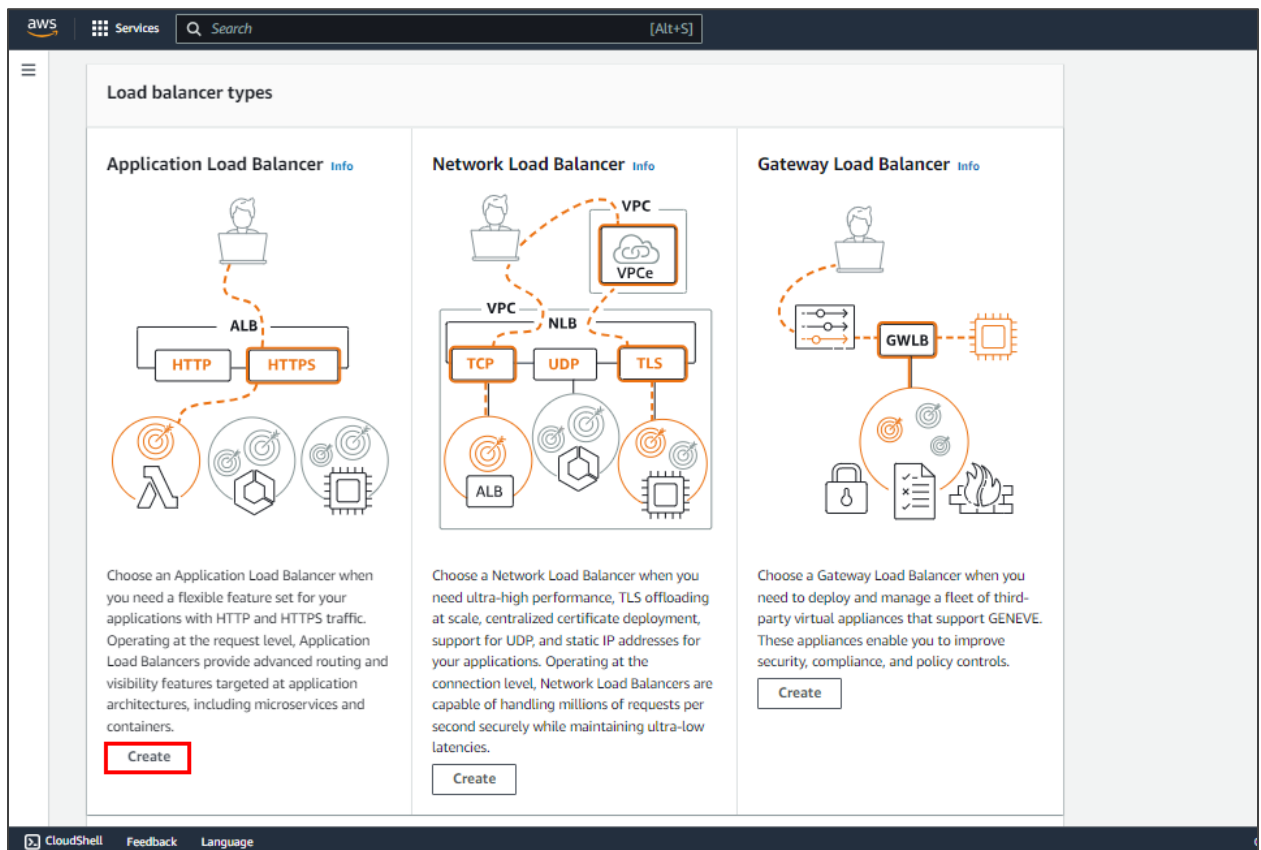 aws
Services
Search
[Alt+S]
Load balancer types
Application Load Balancer Info
ALB
HTTP
HTTPS
Choose an Application Load Balancer when
you need a flexible feature set for your
applications with HTTP and HTTPS traffic.
Operating at the request level, Application
Load Balancers provide advanced routing and
visibility features targeted at application
architectures, including microservices and
containers.
Create
Network Load Balancer Info
VPC
VPCe
VPC
NLB
TCP
UDP
TLS
ALB
Choose a Network Load Balancer when you
need ultra-high performance, TLS offloading
at scale, centralized certificate deployment,
support for UDP, and static IP addresses for
your applications. Operating at the
connection level, Network Load Balancers are
capable of handling millions of requests per
second securely while maintaining ultra-low
latencies.
Create
Gateway Load Balancer Info
GWLB
Choose a Gateway Load Balancer when you
need to deploy and manage a fleet of third-
party virtual appliances that support GENEVE.
These appliances enable you to improve
security, compliance, and policy controls.
Create
CloudShell
Feedback
Language